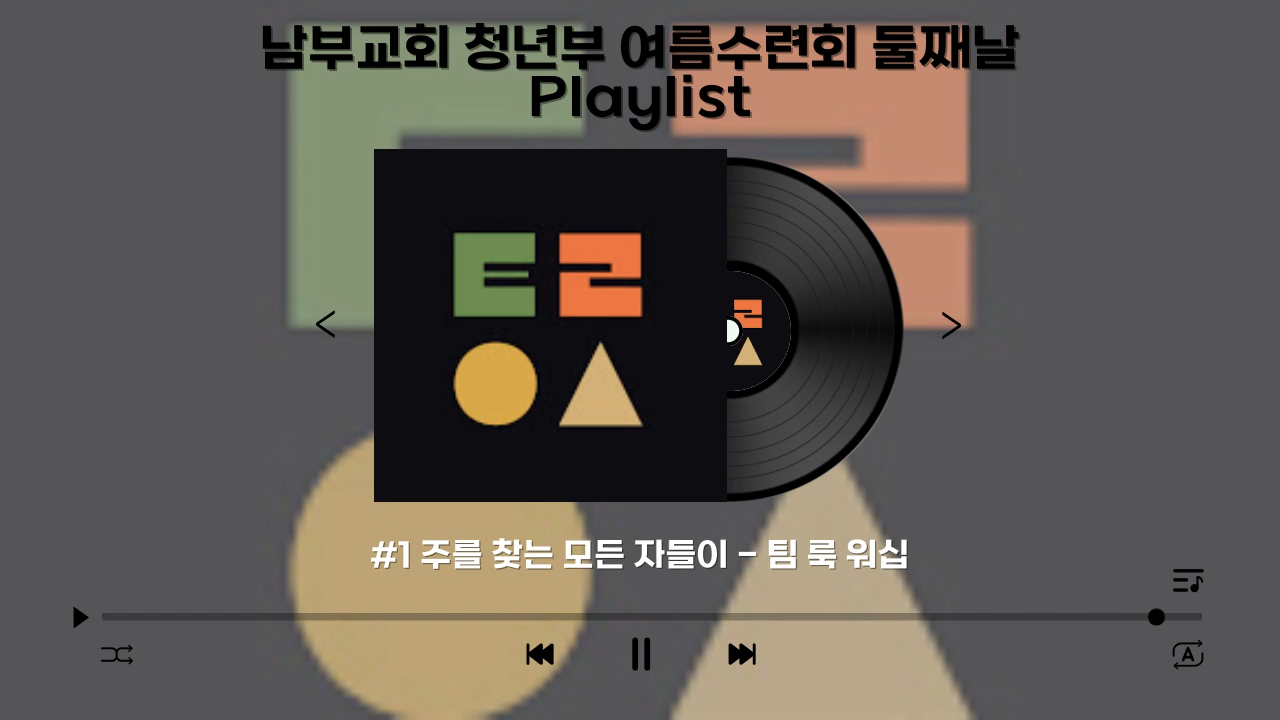 남부교회 청년부 여름수련회 둘째날
Playlist
#1 주를 찾는 모든 자들이 - 팀 룩 워십
A